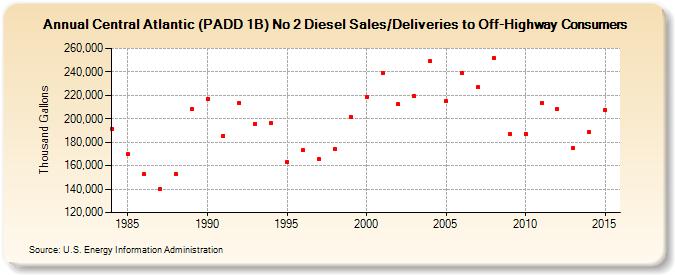 Annual Central Atlantic (PADD 1B) No 2 Diesel Sales/Deliveries to Off-Highway Consumers
Thousand Gallons
260,000
240,000
220,000
200,000
180,000
160,000
140,000
120,000
1985 1990 1995 2000 2005 2010 2015
Source: U.S. Energy Information Administration